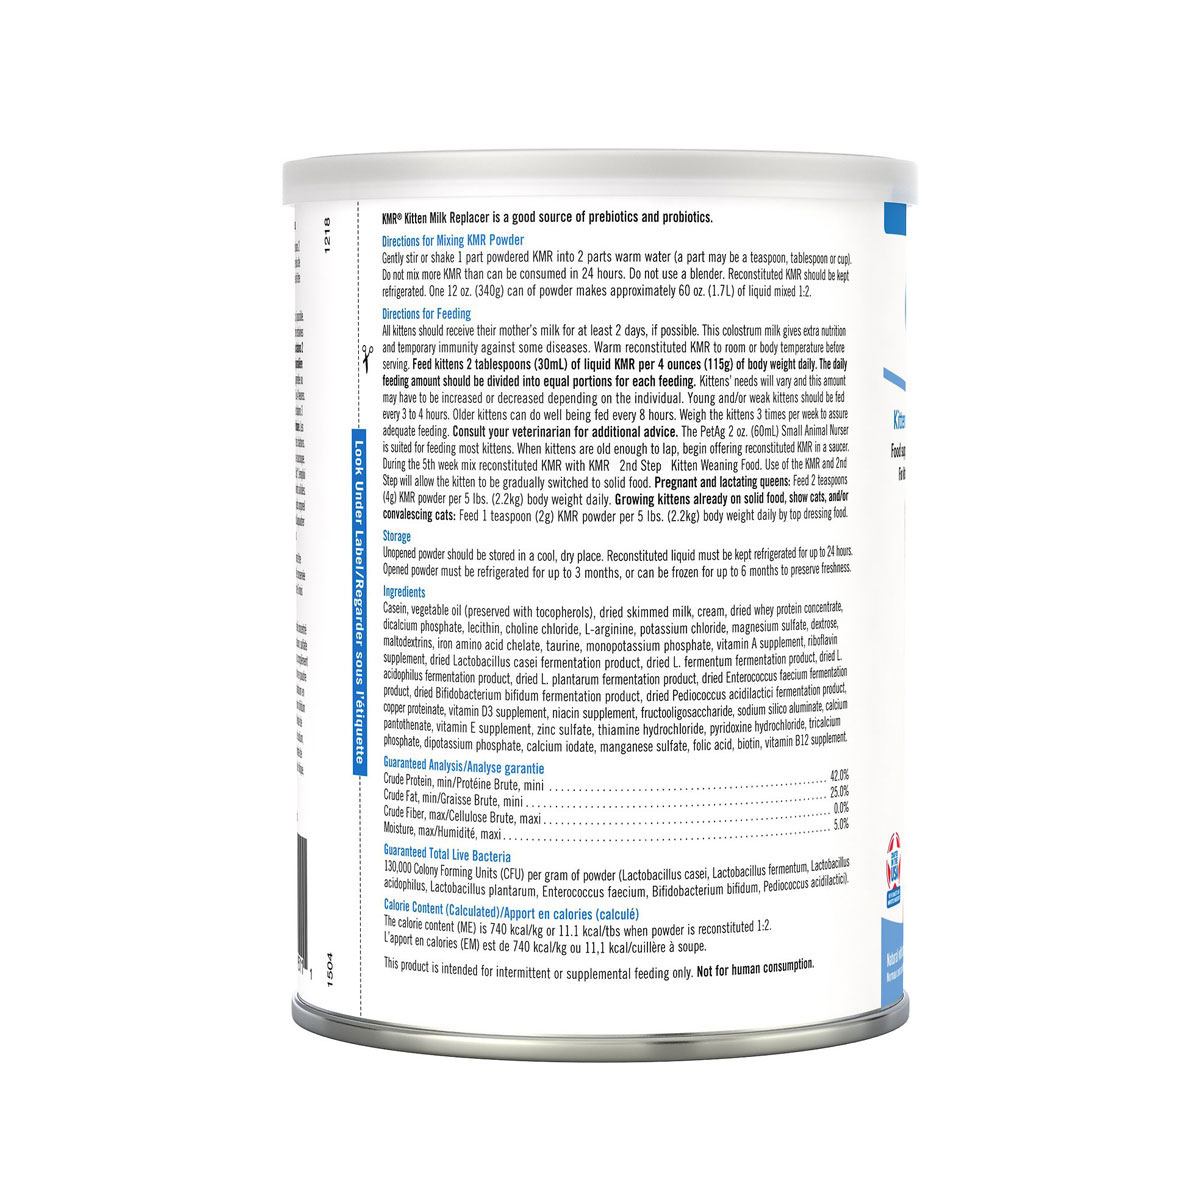 1218
KMR® Kitten Milk Replacer is a good source of prebiotics and probiotics.
Directions for Mixing KMR Powder
Gently stir or shake 1 part powdered KMR into 2 parts warm water (a part may be a teaspoon, tablespoon or cup).
Do not mix more KMR than can be consumed in 24 hours. Do not use a blender. Reconstituted KMR should be kept
refrigerated. One 12 oz. (340g) can of powder makes approximately 60 oz. (1.7L) of liquid mixed 1:2.
Directions for Feeding
All kittens should receive their mother's milk for at least 2 days, if possible. This colostrum milk gives extra nutrition
and temporary immunity against some diseases. Warm reconstituted KMR to room or body temperature before
serving. Feed kittens 2 tablespoons (30mL) of liquid KMR per 4 ounces (115g) of body weight daily. The daily
feeding amount should be divided into equal portions for each feeding. Kittens' needs will vary and this amount
may have to be increased or decreased depending on the individual. Young and/or weak kittens should be fed
every 3 to 4 hours. Older kittens can do well being fed every 8 hours. Weigh the kittens 3 times per week to assure
adequate feeding. Consult your veterinarian for additional advice. The PetAg 2 oz. (60mL) Small Animal Nurser
is suited for feeding most kittens. When kittens are old enough to lap, begin offering reconstituted KMR in a saucer.
During the 5th week mix reconstituted KMR with KMR 2nd Step Kitten Weaning Food. Use of the KMR and 2nd
Step will allow the kitten to be gradually switched to solid food. Pregnant and lactating queens: Feed 2 teaspoons
(4g) KMR powder per 5 lbs. (2.2kg) body weight daily. Growing kittens already on solid food, show cats, and/or
convalescing cats: Feed 1 teaspoon (2g) KMR powder per 5 lbs. (2.2kg) body weight daily by top dressing food.
Storage
Unopened powder should be stored in a cool, dry place. Reconstituted liquid must be kept refrigerated for up to 24 hours.
Opened powder must be refrigerated for up to 3 months, or can be frozen for up to 6 months to preserve freshness.
Ingredients
Casein, vegetable oil (preserved with tocopherols), dried skimmed milk, cream, dried whey protein concentrate,
dicalcium phosphate, lecithin, choline chloride, L-arginine, potassium chloride, magnesium sulfate, dextrose,
maltodextrins, iron amino acid chelate, taurine, monopotassium phosphate, vitamin A supplement, riboflavin
supplement, dried Lactobacillus casei fermentation product, dried L. fermentum fermentation product, dried L.
acidophilus fermentation product, dried L. plantarum fermentation product, dried Enterococcus faecium fermentation
product, dried Bifidobacterium bifidum fermentation product, dried Pediococcus acidilactici fermentation product,
copper proteinate, vitamin D3 supplement, niacin supplement, fructooligosaccharide, sodium silico aluminate, calcium
pantothenate, vitamin E supplement, zinc sulfate, thiamine hydrochloride, pyridoxine hydrochloride, tricalcium
phosphate, dipotassium phosphate, calcium iodate, manganese sulfate, folic acid, biotin, vitamin B12 supplement.
Guaranteed Analysis/Analyse garantie
Crude Protein, min/Protéine Brute, mini 42.0%
Crude Fat, min/Graisse Brute, mini 25.0%
Crude Fiber, max/Cellulose Brute, maxi 0.0%
Moisture, max/Humidité, maxi 5.0%
Guaranteed Total Live Bacteria
130,000 Colony Forming Units (CFU) per gram of powder (Lactobacillus casei, Lactobacillus fermentum, Lactobacillus
acidophilus, Lactobacillus plantarum, Enterococcus faecium, Bifidobacterium bifidum, Pediococcus acidilactici).
Calorie Content (Calculated)/Apport en calories (calculé)
The calorie content (ME) is 740 kcal/kg or 11.1 kcal/tbs when powder is reconstituted 1:2.
L'apport en calories (EM) est de 740 kcal/kg ou 11,1 kcal/cuillère à soupe.
This product is intended for intermittent or supplemental feeding only. Not for human consumption.
Look Under Label/Regarder sous l'étiquette
1504
USA